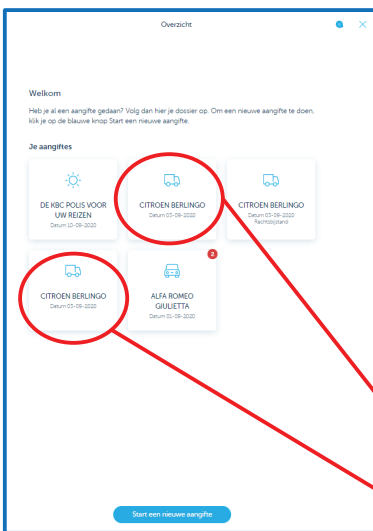 Overzicht
Welkom
Heb je al een aangifte gedaan? Volg dan hier je dossier op. Om een nieuwe aangifte te doen,
klik je op de blauwe knop Start een nieuwe aangifte.
Je aangiftes
DE KBC POLIS VOOR
UW REIZEN
Datum 10-09-2020
CITROEN BERLINGO
Datum 03-09-2020
CITROEN BERLINGO
Datum 03-09-2020
Rechtsbijstand
CITROEN BERLINGO
Datum 03-09-2020
2
ALFA ROMEO
GIULIETTA
Datum 01-09-2020
Start een nieuwe aangifte